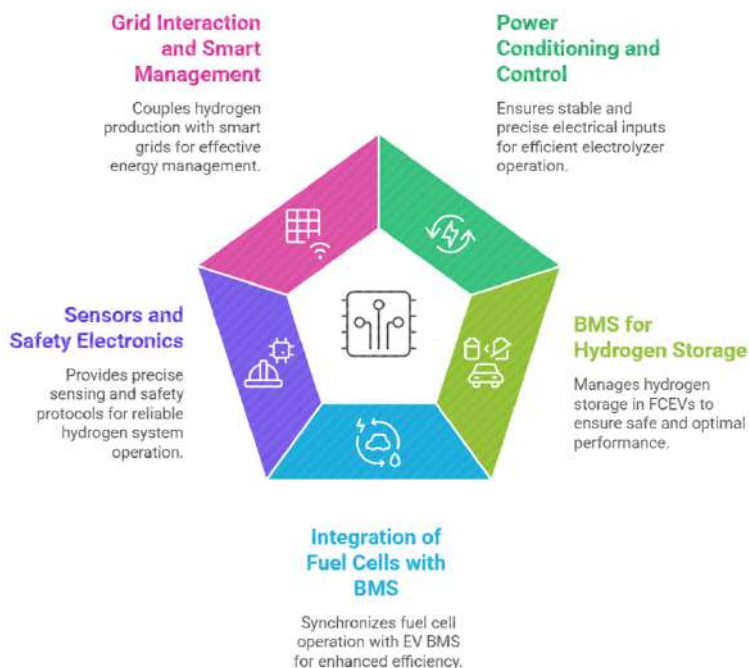 Grid Interaction
and Smart
Management
Couples hydrogen
production with smart
grids for effective
energy management.
Power
Conditioning and
Control
Ensures stable and
precise electrical inputs
for efficient electrolyzer
operation.
Sensors and
Safety Electronics
Provides precise
sensing and safety
protocols for reliable
hydrogen system
operation.
BMS for
Hydrogen Storage
Manages hydrogen
storage in FCEVs to
ensure safe and optimal
performance.
Integration of
Fuel Cells with
BMS
Synchronizes fuel cell
operation with EV BMS
for enhanced efficiency.